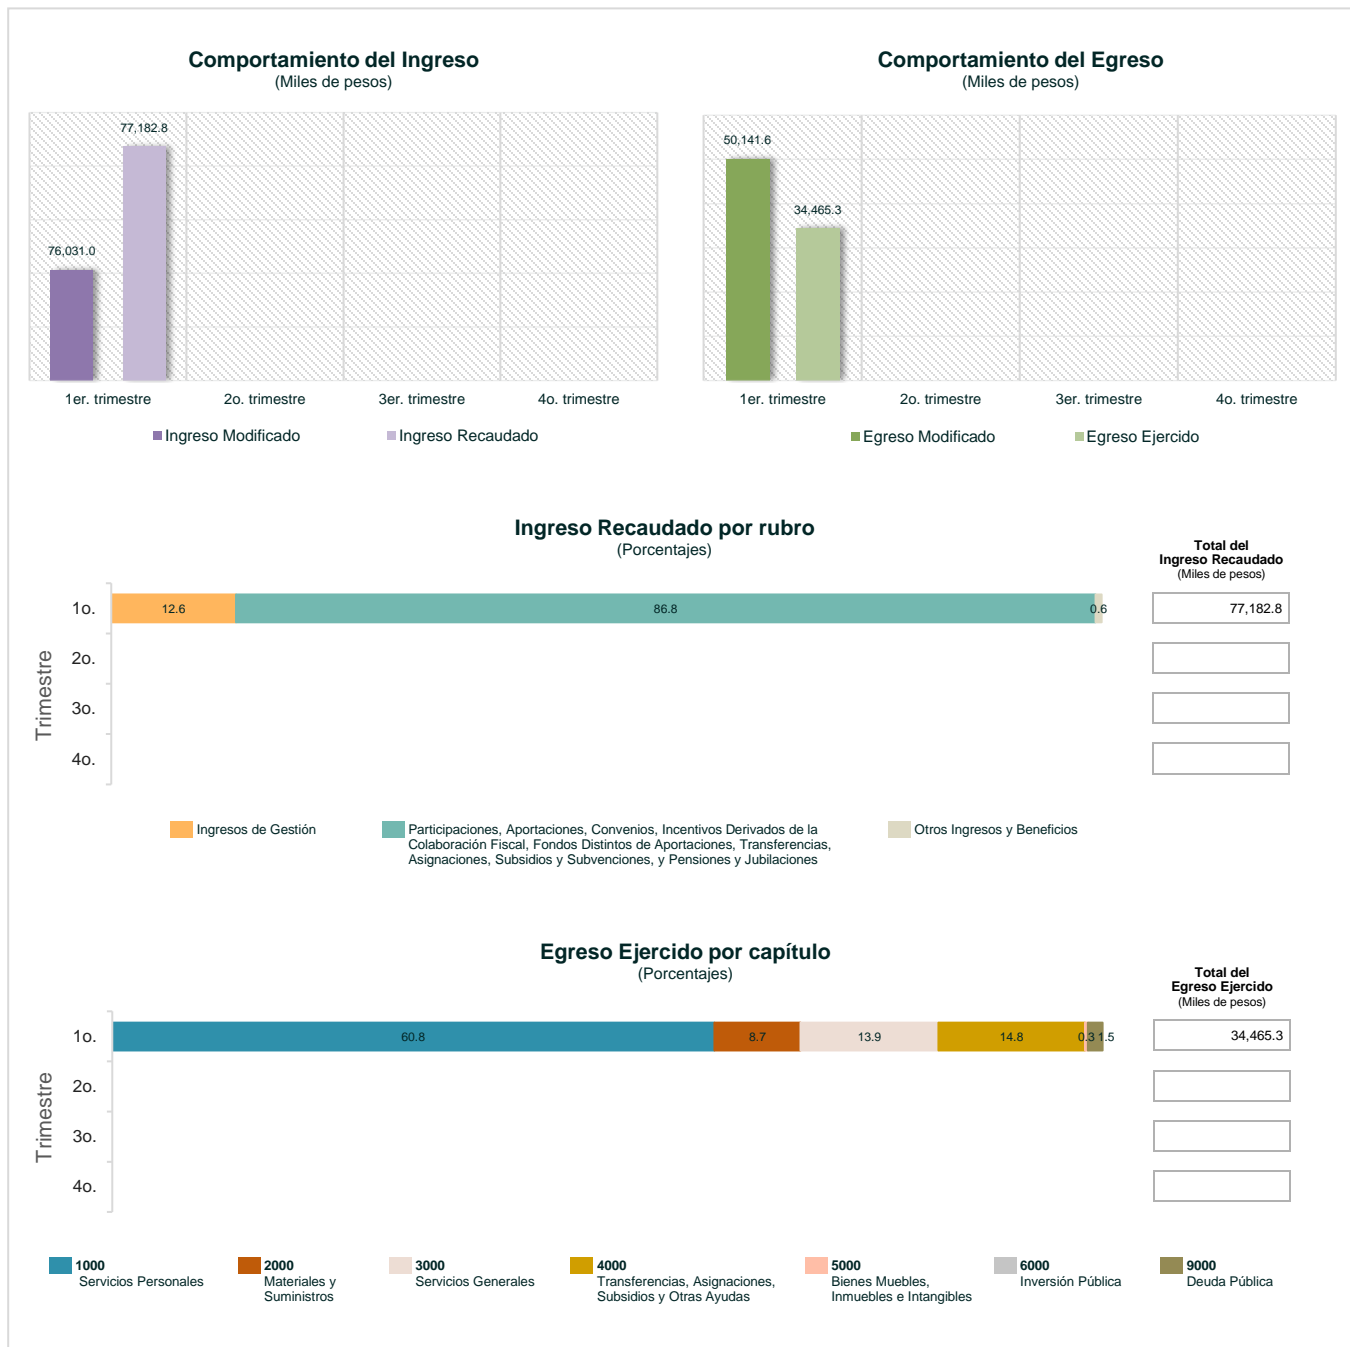 Comportamiento del Ingreso
(Miles de pesos)
77,182.8
76,031.0
1er. trimestre
2o. trimestre
3er. trimestre
4o. trimestre
Ingreso Modificado
Ingreso Recaudado
Comportamiento del Egreso
(Miles de pesos)
50,141.6
34,465.3
1er. trimestre
2o. trimestre
3er. trimestre
4o. trimestre
Egreso Modificado
Egreso Ejercido
Ingreso Recaudado por rubro
(Porcentajes)
Total del
Ingreso Recaudado
(Miles de pesos)
Trimestre
1o.
12.6
86.8
0.6
77,182.8
2o.
3o.
4o.
Ingresos de Gestión
Participaciones, Aportaciones, Convenios, Incentivos Derivados de la
Colaboración Fiscal, Fondos Distintos de Aportaciones, Transferencias,
Asignaciones, Subsidios y Subvenciones, y Pensiones y Jubilaciones
Otros Ingresos y Beneficios
Egreso Ejercido por capítulo
(Porcentajes)
Total del
Egreso Ejercido
(Miles de pesos)
Trimestre
1o.
60.8
8.7
13.9
14.8
0.3
1.5
34,465.3
2o.
3o.
4o.
1000
Servicios Personales
2000
Materiales y
Suministros
3000
Servicios Generales
4000
Transferencias, Asignaciones,
Subsidios y Otras Ayudas
5000
Bienes Muebles,
Inmuebles e Intangibles
6000
Inversión Pública
9000
Deuda Pública